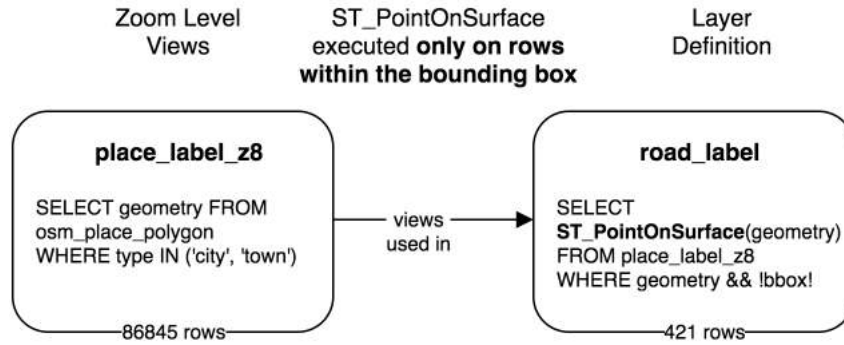 Zoom Level
Views
ST_PointOnSurface
executed only on rows
within the bounding box
Layer
Definition
place_label_z8
SELECT geometry FROM
osm_place_polygon
WHERE type IN ('city', 'town')
86845 rows
views
used in
road_label
SELECT
ST_PointOnSurface(geometry)
FROM place_label_z8
WHERE geometry && !bbox!
421 rows